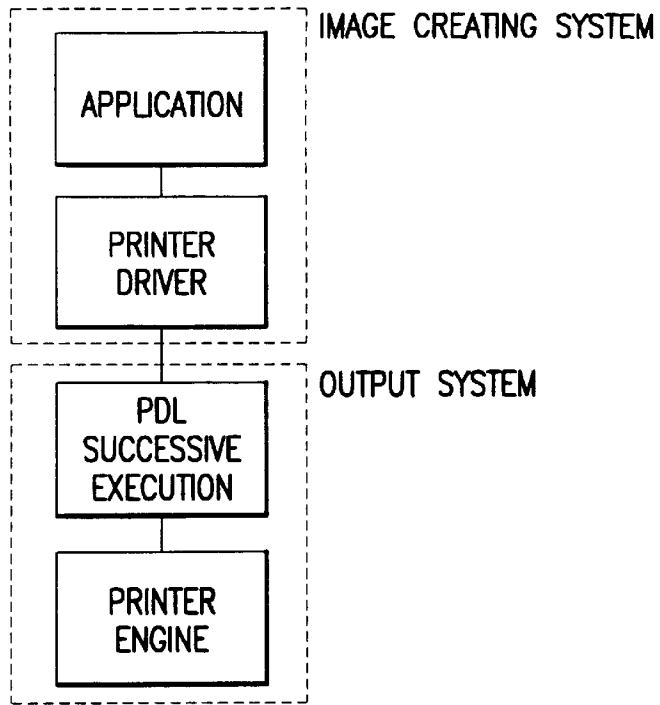 IMAGE CREATING SYSTEM
APPLICATION
PRINTER
DRIVER
OUTPUT SYSTEM
PDL
SUCCESSIVE
EXECUTION
PRINTER
ENGINE